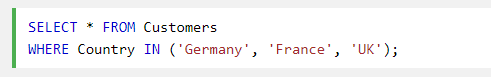 SELECT * FROM Customers
WHERE Country IN ('Germany', 'France', 'UK');